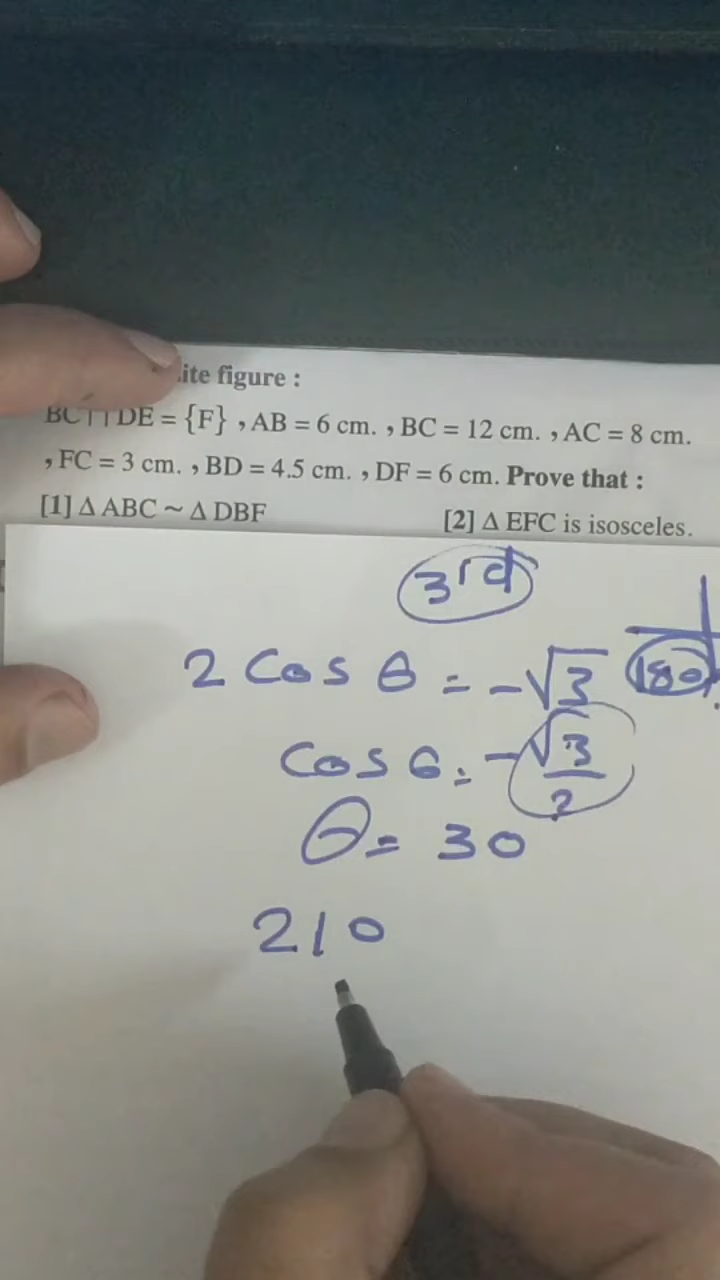 ite figure :
BC ∩ DE = {F} , AB = 6 cm. , BC = 12 cm. , AC = 8 cm.
, FC = 3 cm. , BD = 4.5 cm. , DF = 6 cm. Prove that :
[1] Δ ABC ~ Δ DBF [2] Δ EFC is isosceles.
3rd
2 Cos θ = -√3 180
Cos θ = -√3/2
θ = 30
210